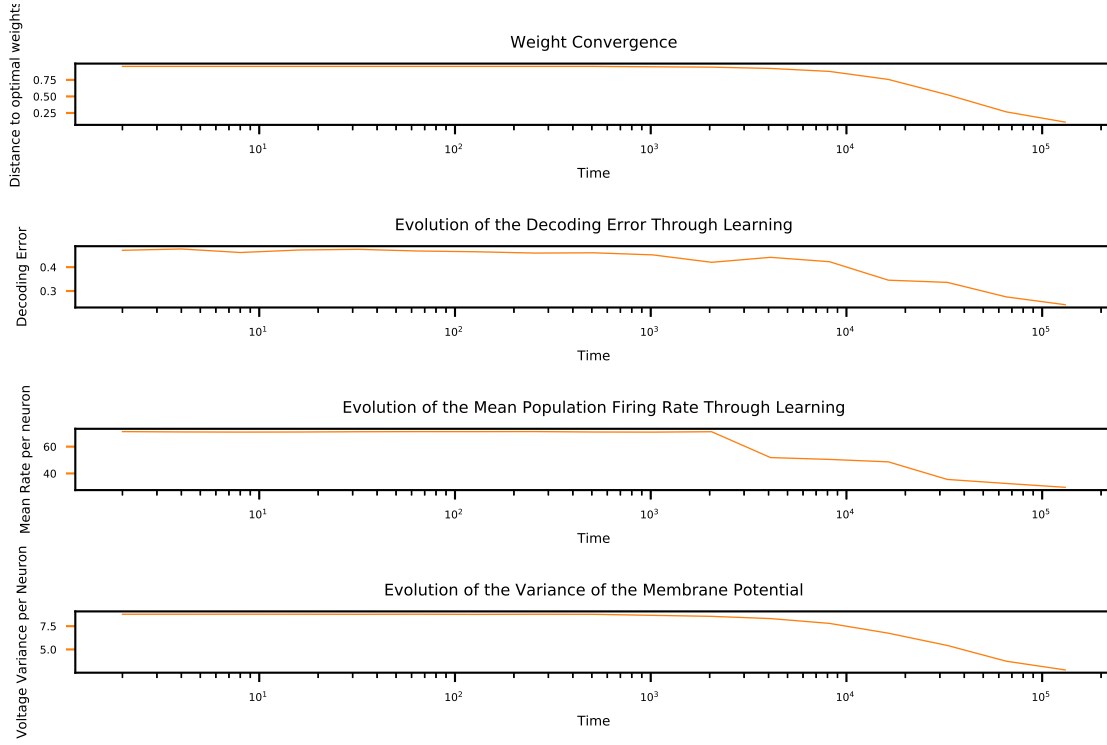 Weight Convergence
Distance to optimal weights
0.75
0.50
0.25
10^1 10^2 10^3 10^4 10^5
Time
Evolution of the Decoding Error Through Learning
Decoding Error
0.4
0.3
10^1 10^2 10^3 10^4 10^5
Time
Evolution of the Mean Population Firing Rate Through Learning
Mean Rate per neuron
60
40
10^1 10^2 10^3 10^4 10^5
Time
Evolution of the Variance of the Membrane Potential
Voltage Variance per Neuron
7.5
5.0
10^1 10^2 10^3 10^4 10^5
Time